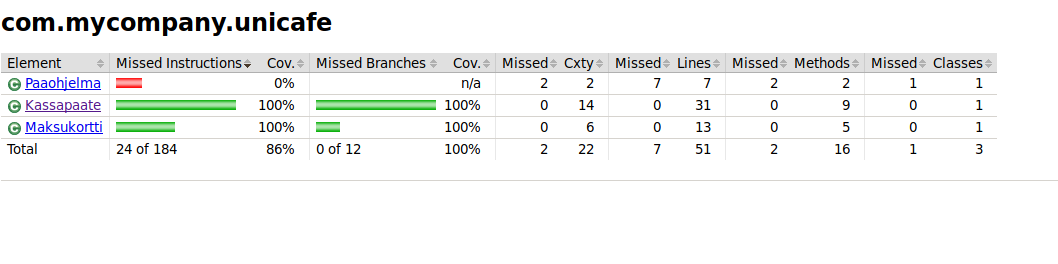 com.mycompany.unicafe
Element Missed Instructions Cov. Missed Branches Cov. Missed Cxty Missed Lines Missed Methods Missed Classes
C Paaohjelma 0% n/a 2 2 7 7 2 2 1 1
C Kassapaate 100% 100% 0 14 0 31 0 9 0 1
C Maksukortti 100% 100% 0 6 0 13 0 5 0 1
Total 24 of 184 86% 0 of 12 100% 2 22 7 51 2 16 1 3